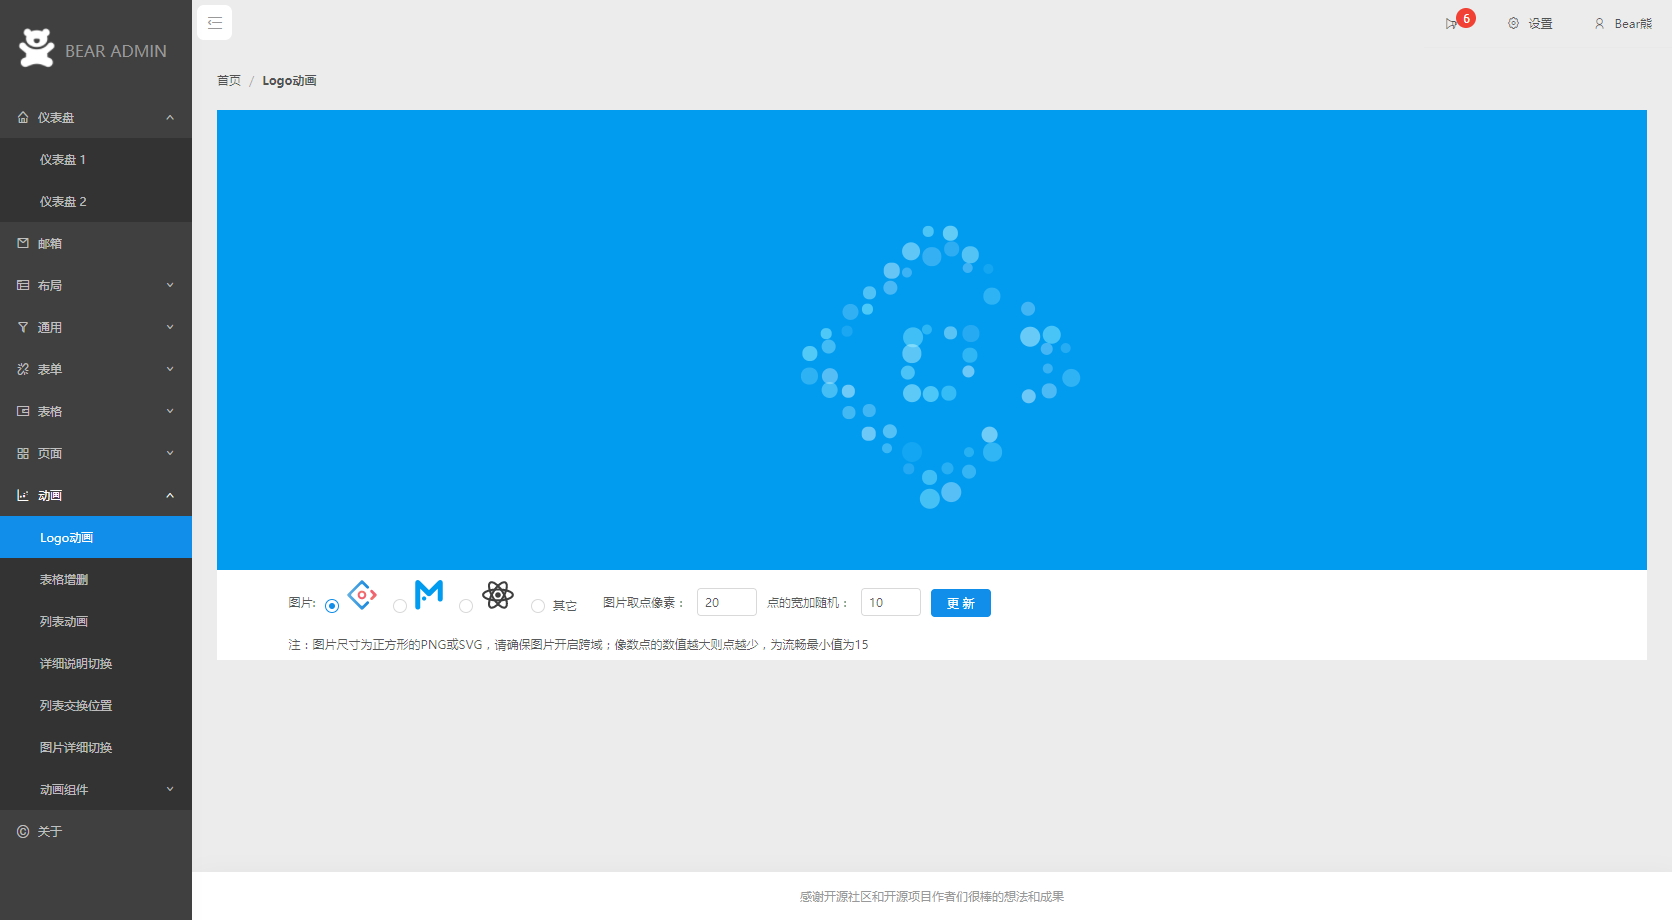 BEAR ADMIN
仪表盘
仪表盘 1
仪表盘 2
邮箱
布局
通用
表单
表格
页面
动画
Logo动画
表格增删
列表动画
详细说明切换
列表交换位置
图片详细切换
动画组件
关于
6 设置 Bear熊
首页 / Logo动画
图片: 其它 图片取点像素： 20 点的宽加随机： 10 更 新
注：图片尺寸为正方形的PNG或SVG，请确保图片开启跨域；像数点的数值越大则点越少，为流畅最小值为15
感谢开源社区和开源项目作者们很棒的想法和成果